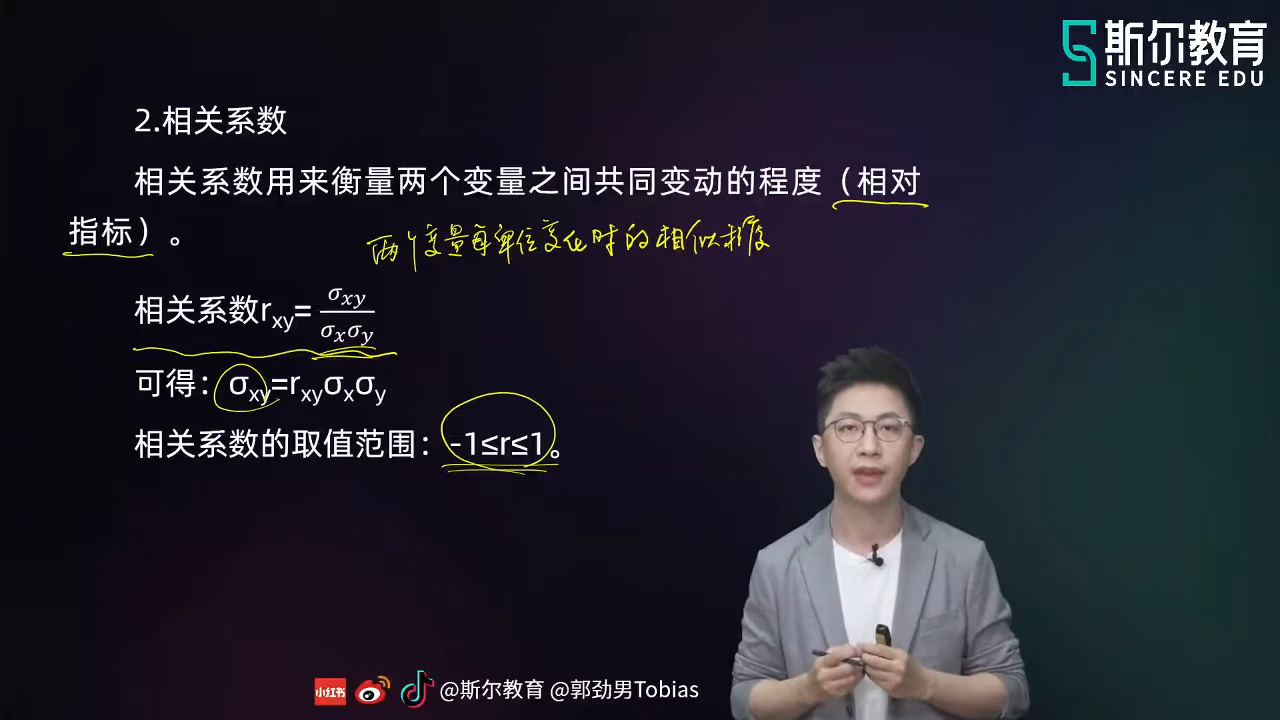 斯尔教育
SINCERE EDU
2.相关系数
相关系数用来衡量两个变量之间共同变动的程度（相对
指标）。
两个变量每单位变化时的相似程度
相关系数rxy=σxy/σxσy
可得：σxy=rxyσxσy
相关系数的取值范围：-1≤r≤1。
小红书 @斯尔教育 @郭劲男Tobias